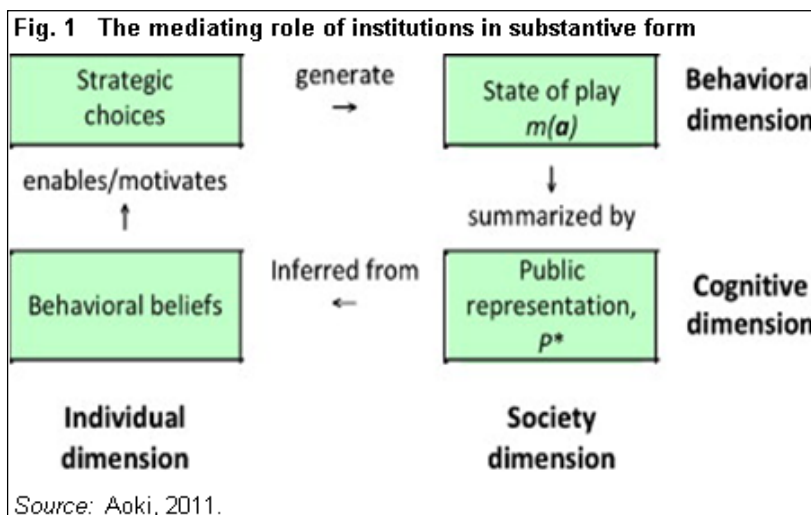 Fig. 1 The mediating role of institutions in substantive form
Strategic
choices
generate
→
State of play
m(a)
Behavioral
dimension
enables/motivates
↑
↓
summarized by
Behavioral beliefs
Inferred from
←
Public
representation,
P*
Cognitive
dimension
Individual
dimension
Society
dimension
Source: Aoki, 2011.